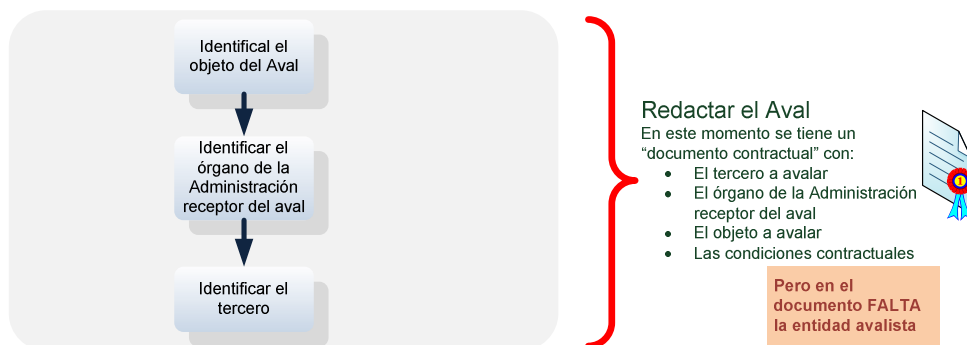 Identifical el
objeto del Aval
Identificar el
órgano de la
Administración
receptor del aval
Identificar el
tercero
Redactar el Aval
En este momento se tiene un
“documento contractual” con:
• El tercero a avalar
• El órgano de la Administración
receptor del aval
• El objeto a avalar
• Las condiciones contractuales
1
Pero en el
documento FALTA
la entidad avalista